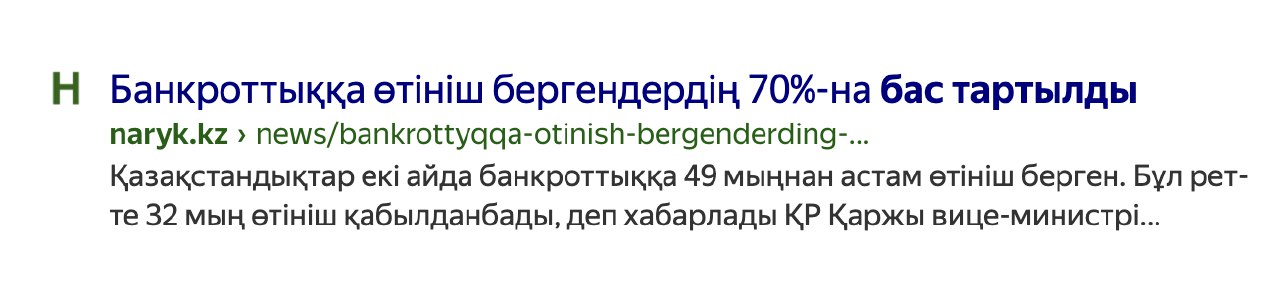 Н Банкроттыққа өтініш бергендердің 70%-на бас тартылды
naryk.kz › news/bankrottyqqa-otinish-bergenderding-...
Қазақстандықтар екі айда банкроттыққа 49 мыңнан астам өтініш берген. Бұл рет-
те 32 мың өтініш қабылданбады, деп хабарлады ҚР Қаржы вице-министрі...